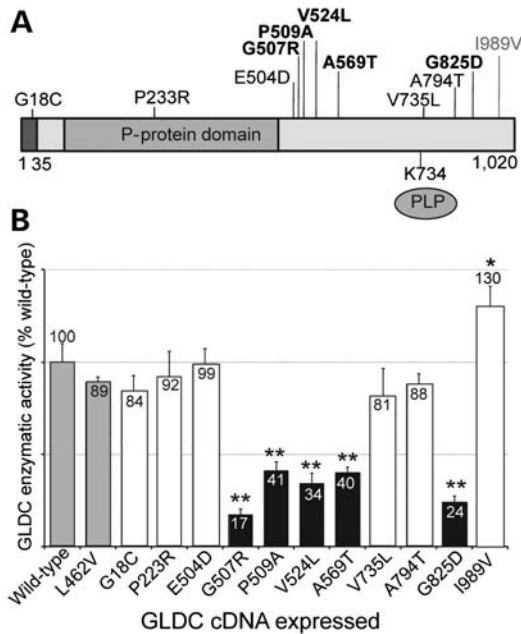 A
V524L
P509A
G507R
I989V
E504D
A569T
G825D
A794T
G18C
P233R
V735L
P-protein domain
1 35
1,020
K734
PLP
B
GLDC enzymatic activity (% wild-type)
100
89
84
92
99
**
17
**
41
**
34
**
40
81
88
**
24
*
130
Wild-type
L462V
G18C
P223R
E504D
G507R
P509A
V524L
A569T
V735L
A794T
G825D
I989V
GLDC cDNA expressed